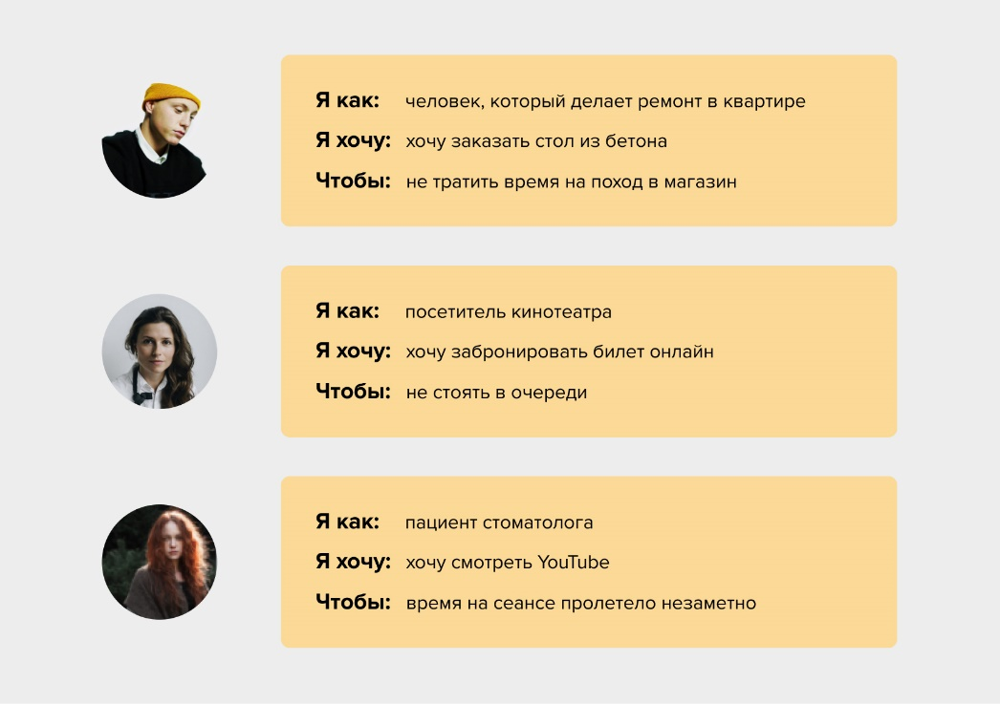 Я как: человек, который делает ремонт в квартире
Я хочу: хочу заказать стол из бетона
Чтобы: не тратить время на поход в магазин
Я как: посетитель кинотеатра
Я хочу: хочу забронировать билет онлайн
Чтобы: не стоять в очереди
Я как: пациент стоматолога
Я хочу: хочу смотреть YouTube
Чтобы: время на сеансе пролетело незаметно